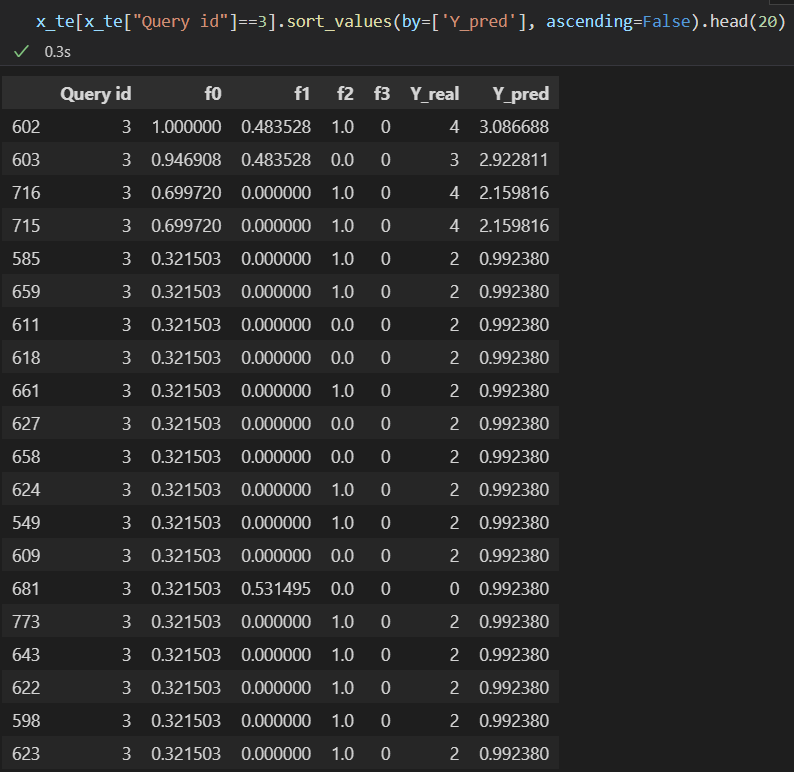 x_te[x_te["Query id"]==3].sort_values(by=['Y_pred'], ascending=False).head(20)
✓ 0.3s
Query id f0 f1 f2 f3 Y_real Y_pred
602 3 1.000000 0.483528 1.0 0 4 3.086688
603 3 0.946908 0.483528 0.0 0 3 2.922811
716 3 0.699720 0.000000 1.0 0 4 2.159816
715 3 0.699720 0.000000 1.0 0 4 2.159816
585 3 0.321503 0.000000 1.0 0 2 0.992380
659 3 0.321503 0.000000 1.0 0 2 0.992380
611 3 0.321503 0.000000 0.0 0 2 0.992380
618 3 0.321503 0.000000 0.0 0 2 0.992380
661 3 0.321503 0.000000 1.0 0 2 0.992380
627 3 0.321503 0.000000 0.0 0 2 0.992380
658 3 0.321503 0.000000 0.0 0 2 0.992380
624 3 0.321503 0.000000 1.0 0 2 0.992380
549 3 0.321503 0.000000 1.0 0 2 0.992380
609 3 0.321503 0.000000 0.0 0 2 0.992380
681 3 0.321503 0.531495 0.0 0 0 0.992380
773 3 0.321503 0.000000 1.0 0 2 0.992380
643 3 0.321503 0.000000 1.0 0 2 0.992380
622 3 0.321503 0.000000 1.0 0 2 0.992380
598 3 0.321503 0.000000 1.0 0 2 0.992380
623 3 0.321503 0.000000 1.0 0 2 0.992380